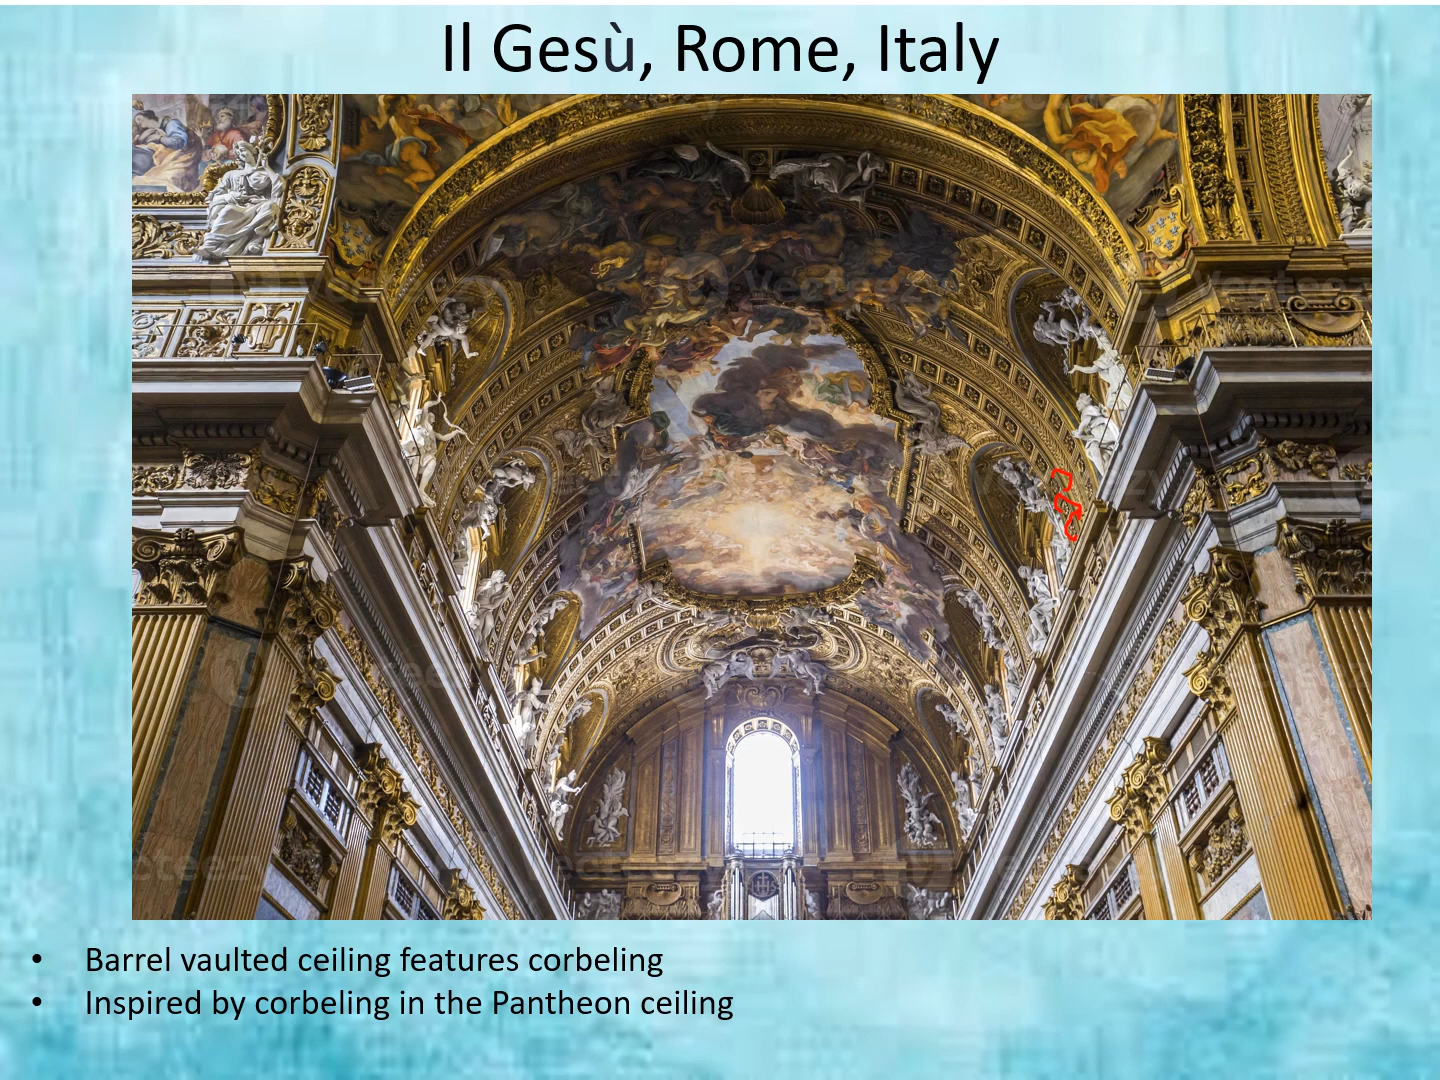 Il Gesù, Rome, Italy
• Barrel vaulted ceiling features corbeling
• Inspired by corbeling in the Pantheon ceiling